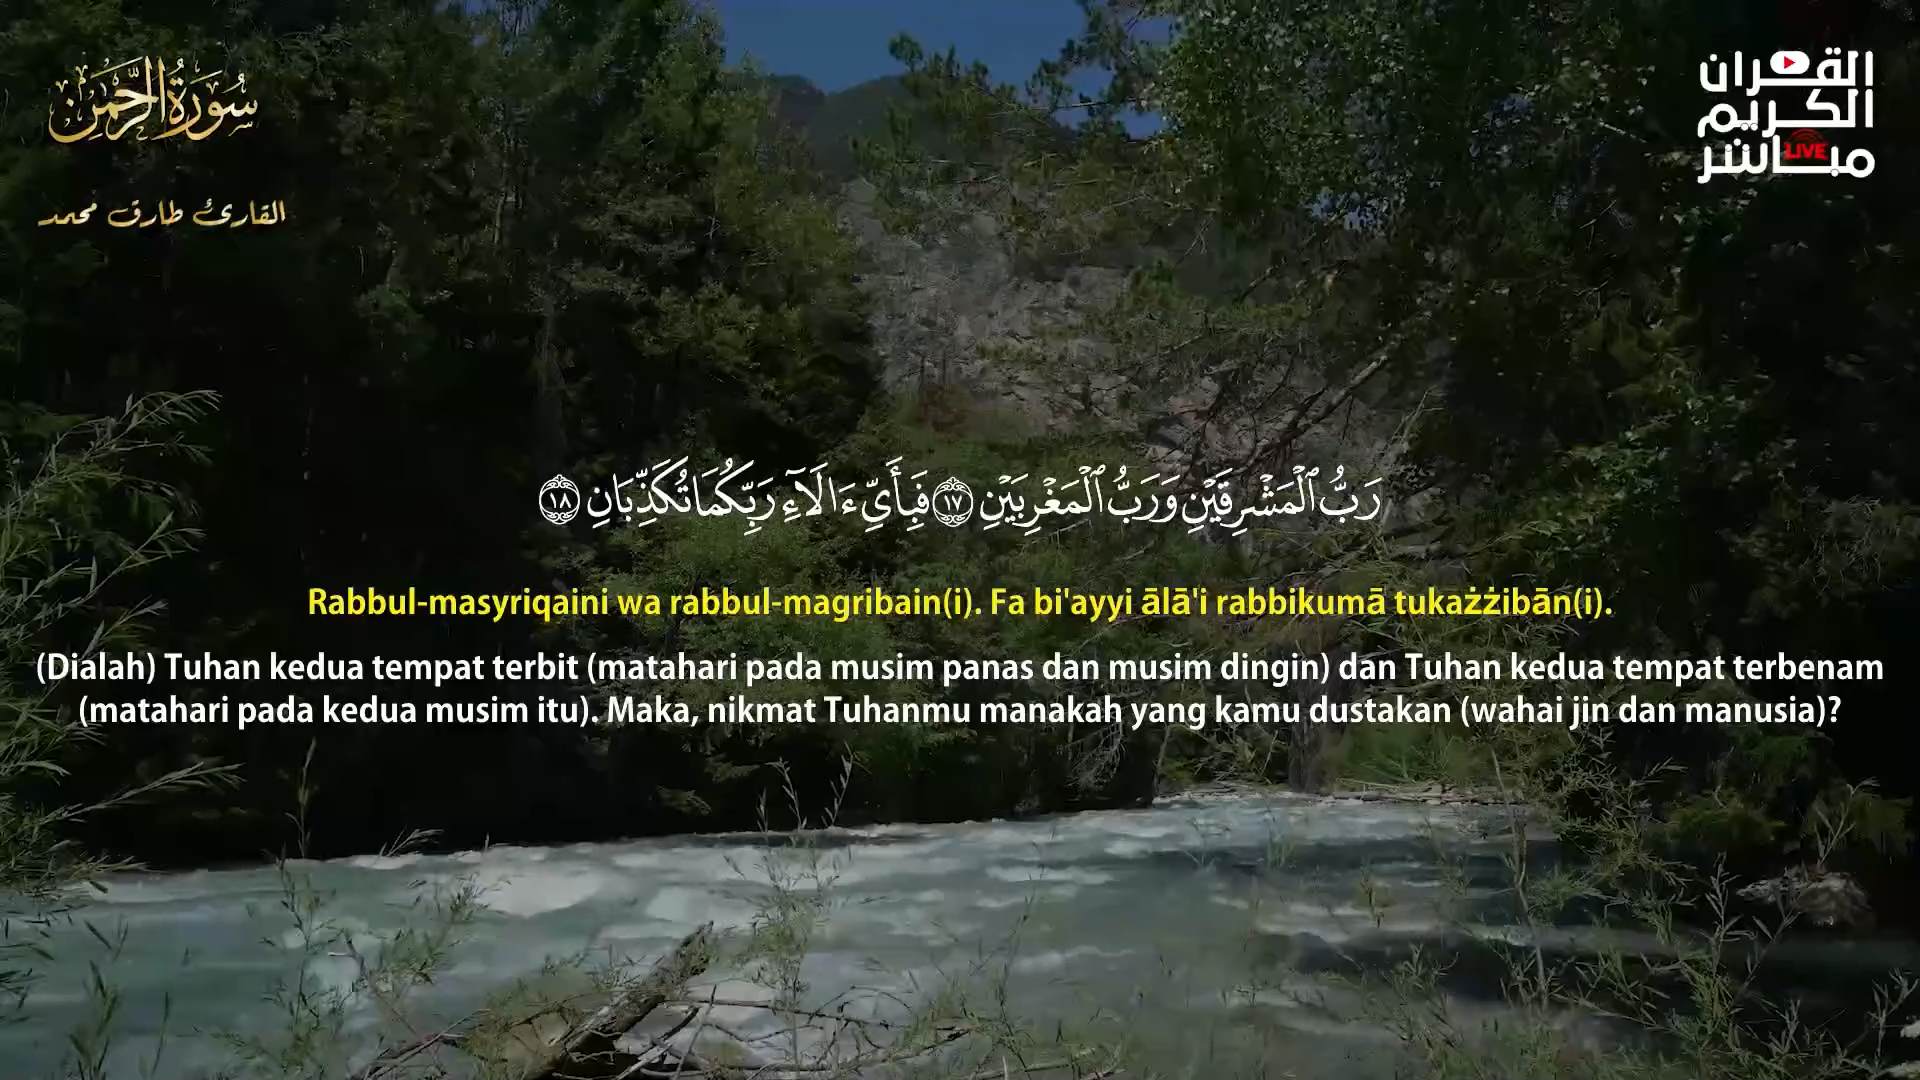 سُورَةُ الرَّحْمَن
القارئ طارق محمد
القرآن
الكريم
مباشر
LIVE
رَبُّ ٱلْمَشْرِقَيْنِ وَرَبُّ ٱلْمَغْرِبَيْنِ ١٧ فَبِأَىِّ ءَالَآءِ رَبِّكُمَا تُكَذِّبَانِ ١٨
Rabbul-masyriqaini wa rabbul-magribain(i). Fa bi'ayyi ālā'i rabbikumā tukażżibān(i).
(Dialah) Tuhan kedua tempat terbit (matahari pada musim panas dan musim dingin) dan Tuhan kedua tempat terbenam
(matahari pada kedua musim itu). Maka, nikmat Tuhanmu manakah yang kamu dustakan (wahai jin dan manusia)?